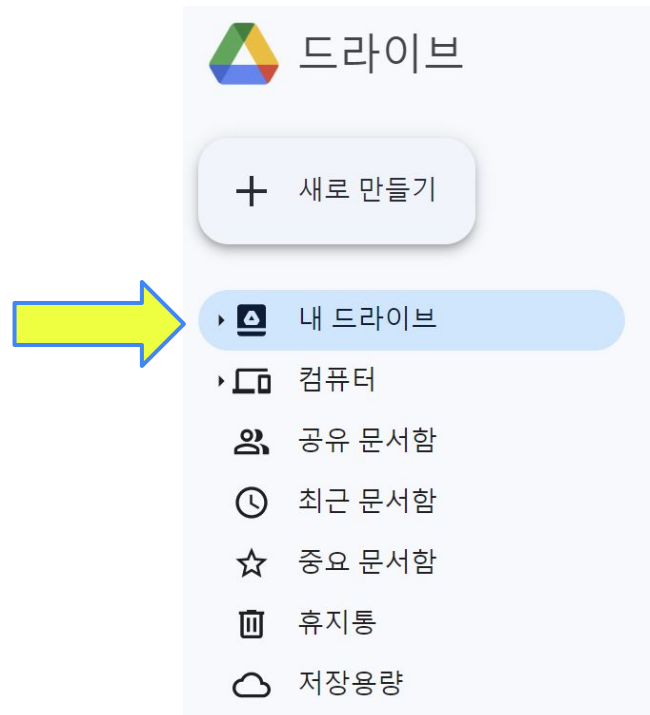 드라이브
새로 만들기
내 드라이브
컴퓨터
공유 문서함
최근 문서함
중요 문서함
휴지통
저장용량